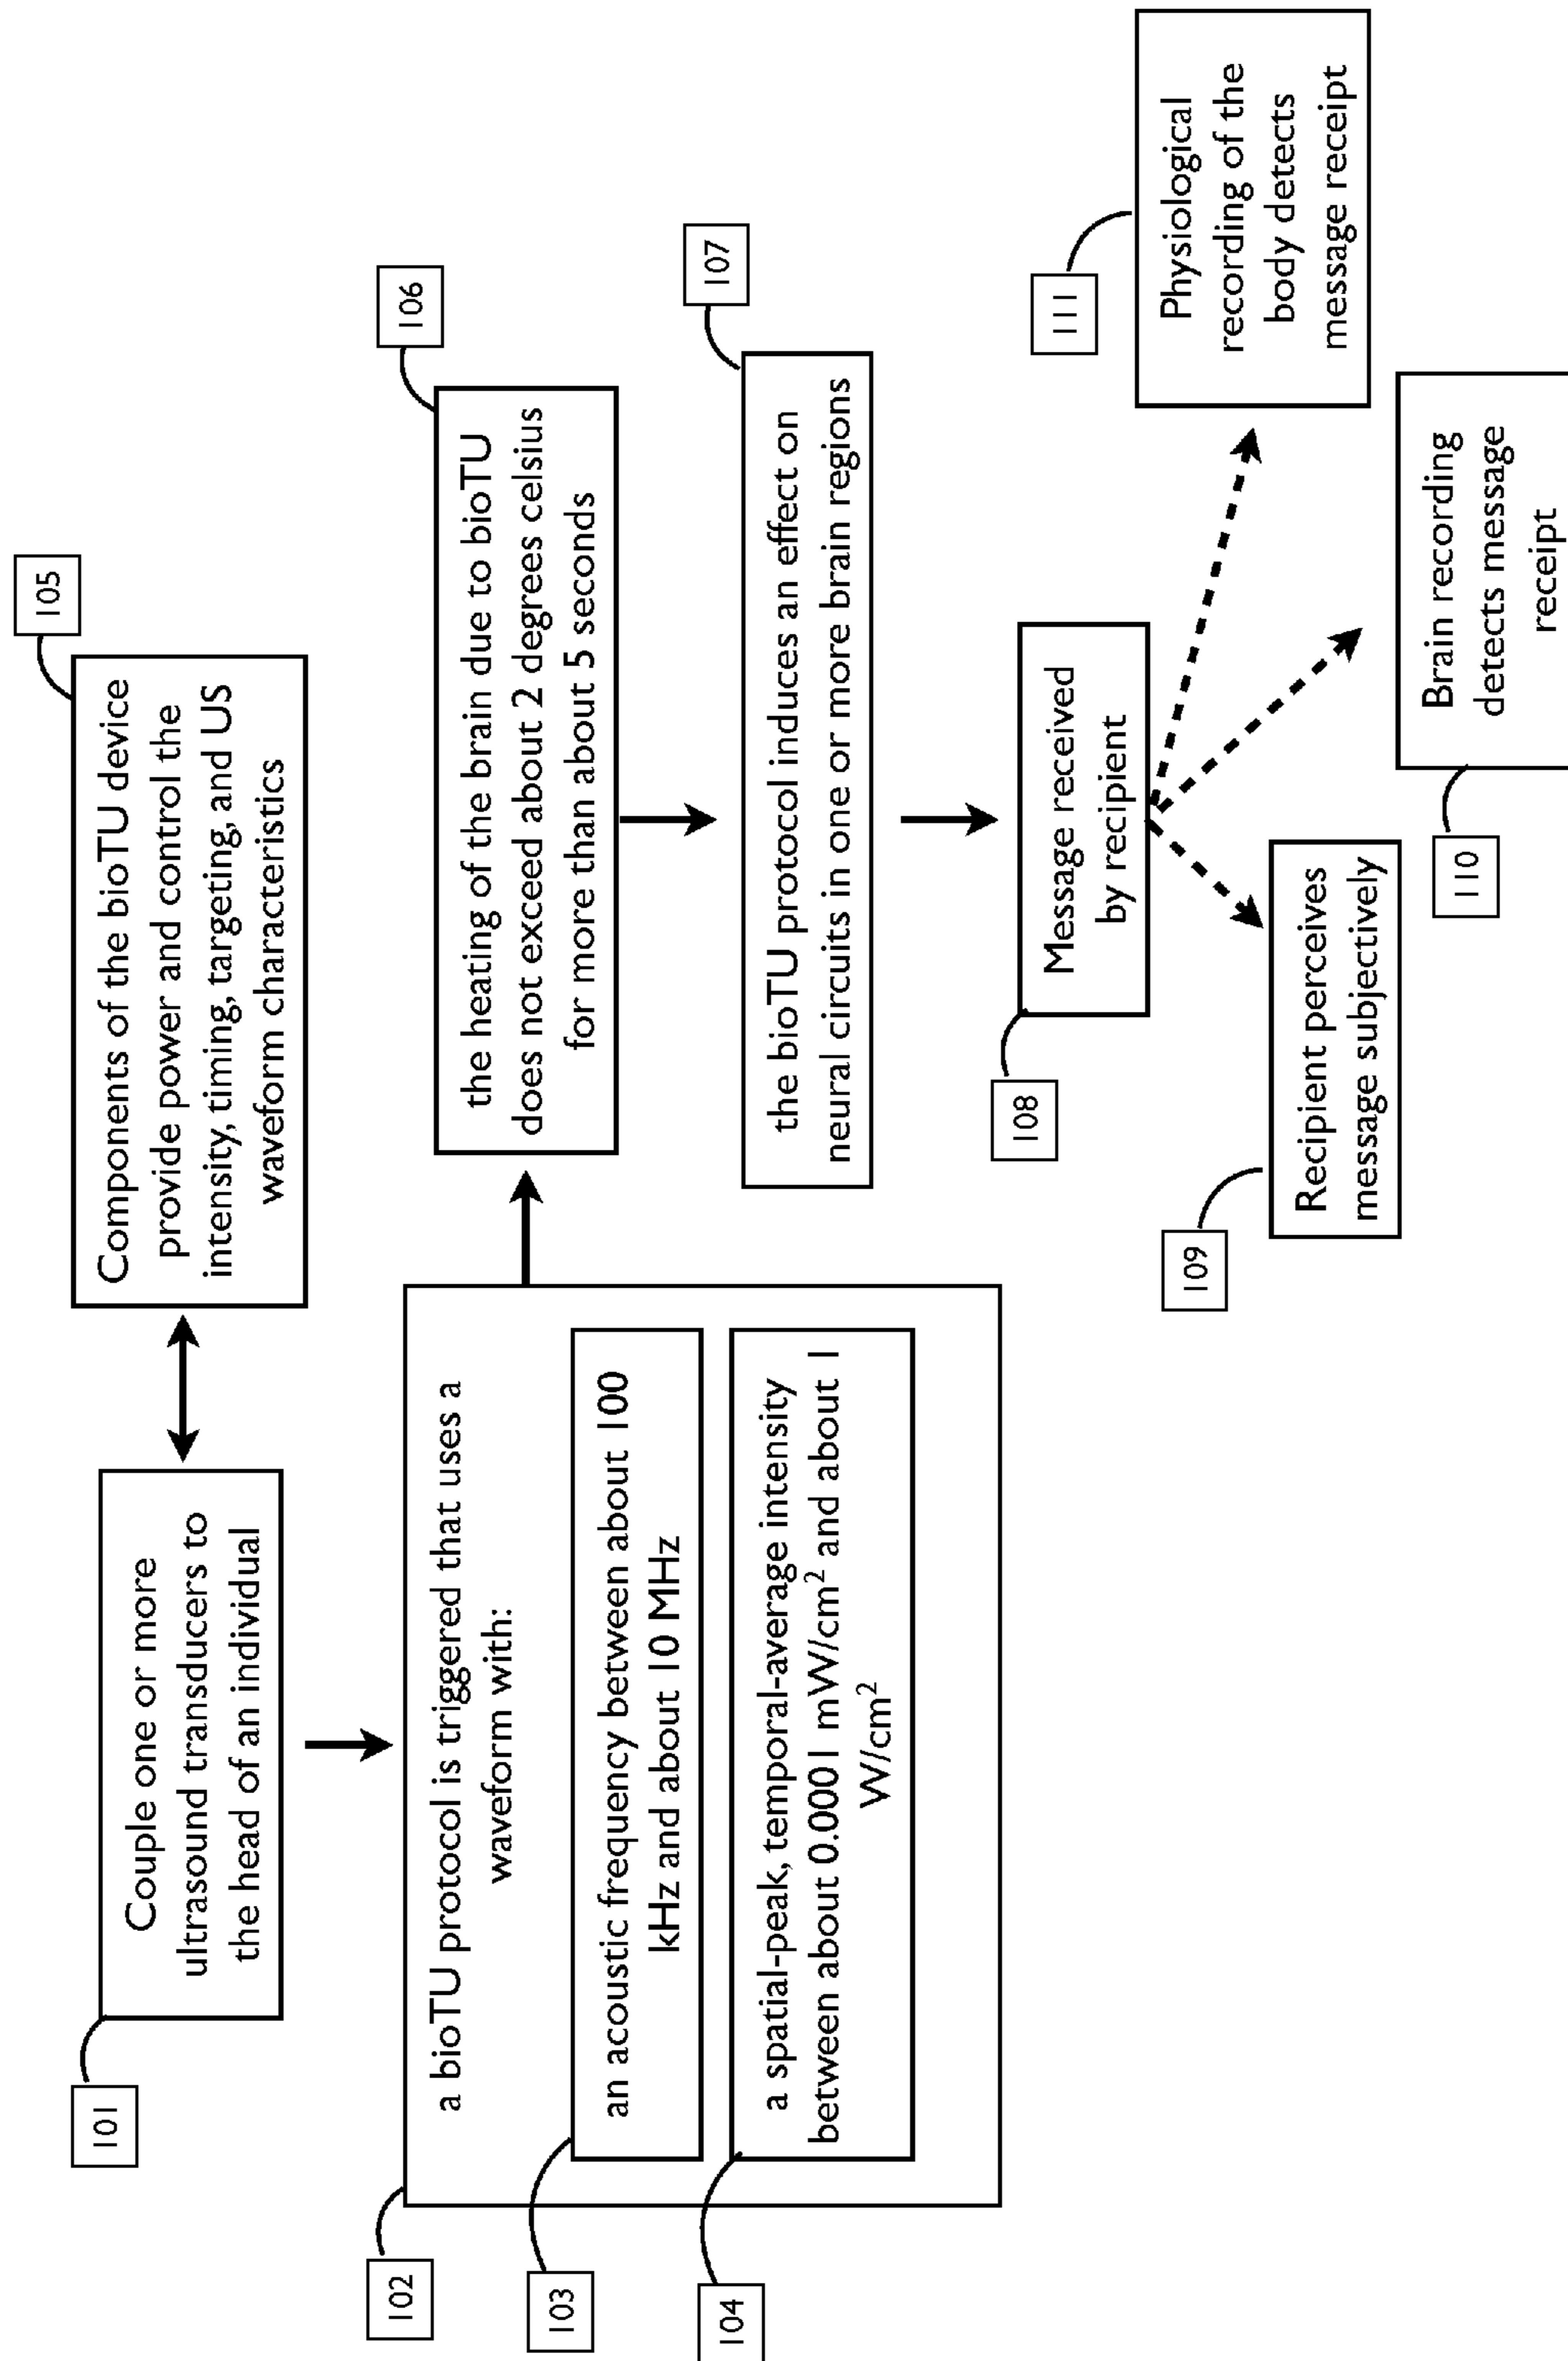 101
Couple one or more
ultrasound transducers to
the head of an individual
105
Components of the bioTU device
provide power and control the
intensity, timing, targeting, and US
waveform characteristics
102
a bioTU protocol is triggered that uses a
waveform with:
103
an acoustic frequency between about 100
kHz and about 10 MHz
104
a spatial-peak, temporal-average intensity
between about 0.0001 mW/cm² and about 1
W/cm²
106
the heating of the brain due to bioTU
does not exceed about 2 degrees celsius
for more than about 5 seconds
107
the bioTU protocol induces an effect on
neural circuits in one or more brain regions
108
Message received
by recipient
109
Recipient perceives
message subjectively
110
Brain recording
detects message
receipt
111
Physiological
recording of the
body detects
message receipt